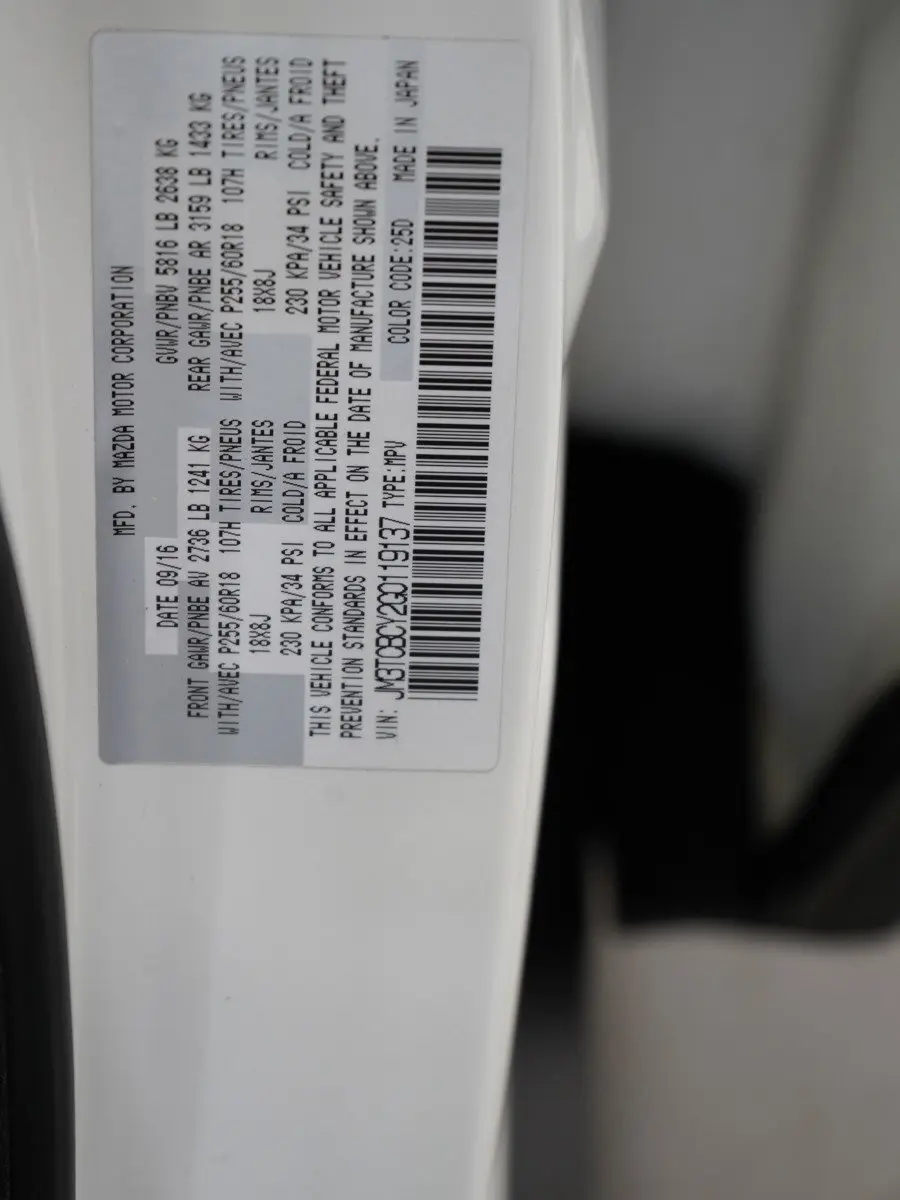 MFD. BY MAZDA MOTOR CORPORATION
DATE 09/16 GVWR/PNBV 5816 LB 2638 KG
FRONT GAWR/PNBE AV 2736 LB 1241 KG REAR GAWR/PNBE AR 3159 LB 1433 KG
WITH/AVEC P255/60R18 107H TIRES/PNEUS WITH/AVEC P255/60R18 107H TIRES/PNEUS
18X8J RIMS/JANTES 18X8J RIMS/JANTES
230 KPA/34 PSI COLD/A FROID 230 KPA/34 PSI COLD/A FROID
THIS VEHICLE CONFORMS TO ALL APPLICABLE FEDERAL MOTOR VEHICLE SAFETY AND THEFT
PREVENTION STANDARDS IN EFFECT ON THE DATE OF MANUFACTURE SHOWN ABOVE.
VIN: JM3TCBCY2G0119137 TYPE:MPV COLOR CODE:25D MADE IN JAPAN